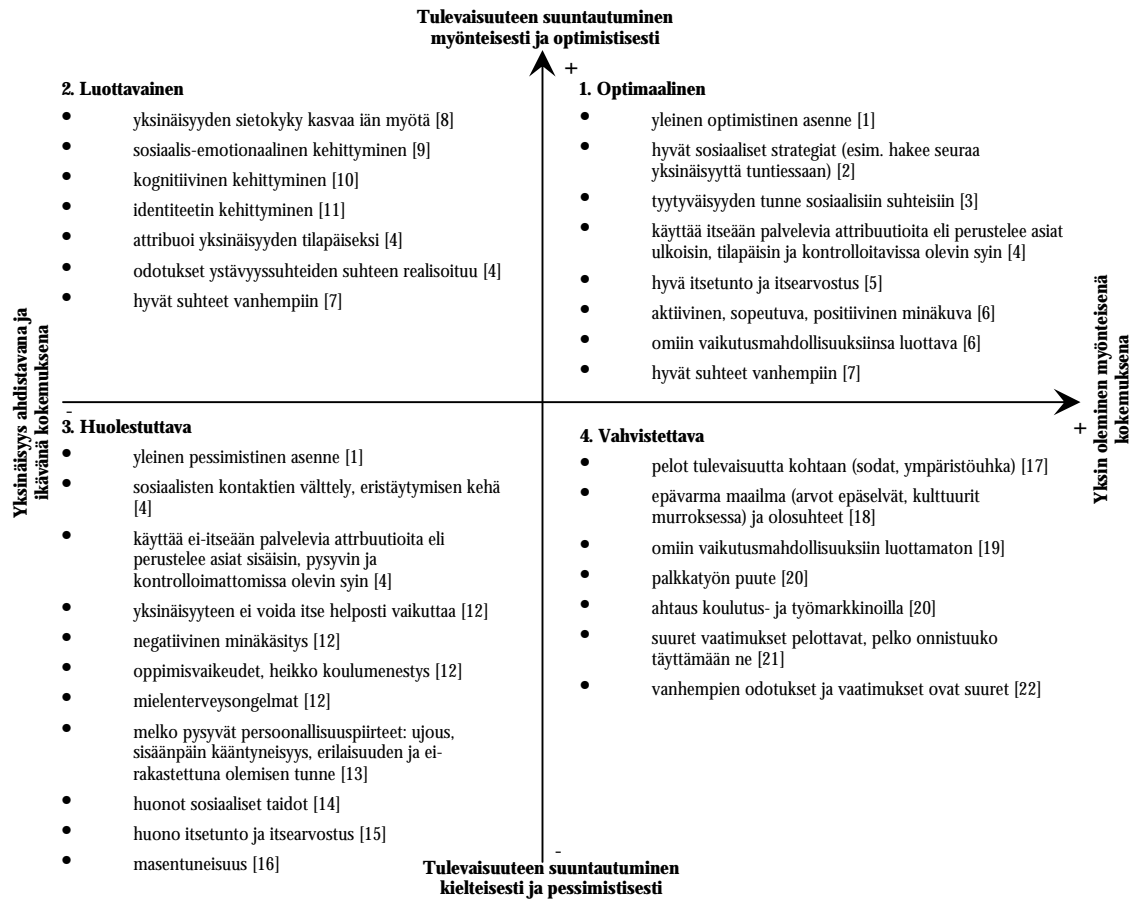 Tulevaisuuteen suuntautuminen
myönteisesti ja optimistisesti
+
2. Luottavainen
• yksinäisyyden sietokyky kasvaa iän myötä [8]
• sosiaalis-emotionaalinen kehittyminen [9]
• kognitiivinen kehittyminen [10]
• identiteetin kehittyminen [11]
• attribuoi yksinäisyyden tilapäiseksi [4]
• odotukset ystävyyssuhteiden suhteen realisoituu [4]
• hyvät suhteet vanhempiin [7]
1. Optimaalinen
• yleinen optimistinen asenne [1]
• hyvät sosiaaliset strategiat (esim. hakee seuraa
yksinäisyyttä tuntiessaan) [2]
• tyytyväisyyden tunne sosiaalisiin suhteisiin [3]
• käyttää itseään palvelevia attribuutioita eli perustelee asiat
ulkoisin, tilapäisin ja kontrolloitavissa olevin syin [4]
• hyvä itsetunto ja itsearvostus [5]
• aktiivinen, sopeutuva, positiivinen minäkuva [6]
• omiin vaikutusmahdollisuuksiinsa luottava [6]
• hyvät suhteet vanhempiin [7]
Yksinäisyys ahdistavana ja
ikävänä kokemuksena
-
Yksin oleminen myönteisenä
kokemuksena
+
3. Huolestuttava
• yleinen pessimistinen asenne [1]
• sosiaalisten kontaktien välttely, eristäytymisen kehä
[4]
• käyttää ei-itseään palvelevia attrbuutioita eli
perustelee asiat sisäisin, pysyvin ja
kontrolloimattomissa olevin syin [4]
• yksinäisyyteen ei voida itse helposti vaikuttaa [12]
• negatiivinen minäkäsitys [12]
• oppimisvaikeudet, heikko koulumenestys [12]
• mielenterveysongelmat [12]
• melko pysyvät persoonallisuuspiirteet: ujous,
sisäänpäin kääntyneisyys, erilaisuuden ja ei-
rakastettuna olemisen tunne [13]
• huonot sosiaaliset taidot [14]
• huono itsetunto ja itsearvostus [15]
• masentuneisuus [16]
4. Vahvistettava
• pelot tulevaisuutta kohtaan (sodat, ympäristöuhka) [17]
• epävarma maailma (arvot epäselvät, kulttuurit
murroksessa) ja olosuhteet [18]
• omiin vaikutusmahdollisuuksiin luottamaton [19]
• palkkatyön puute [20]
• ahtaus koulutus- ja työmarkkinoilla [20]
• suuret vaatimukset pelottavat, pelko onnistuuko
täyttämään ne [21]
• vanhempien odotukset ja vaatimukset ovat suuret [22]
-
Tulevaisuuteen suuntautuminen
kielteisesti ja pessimistisesti